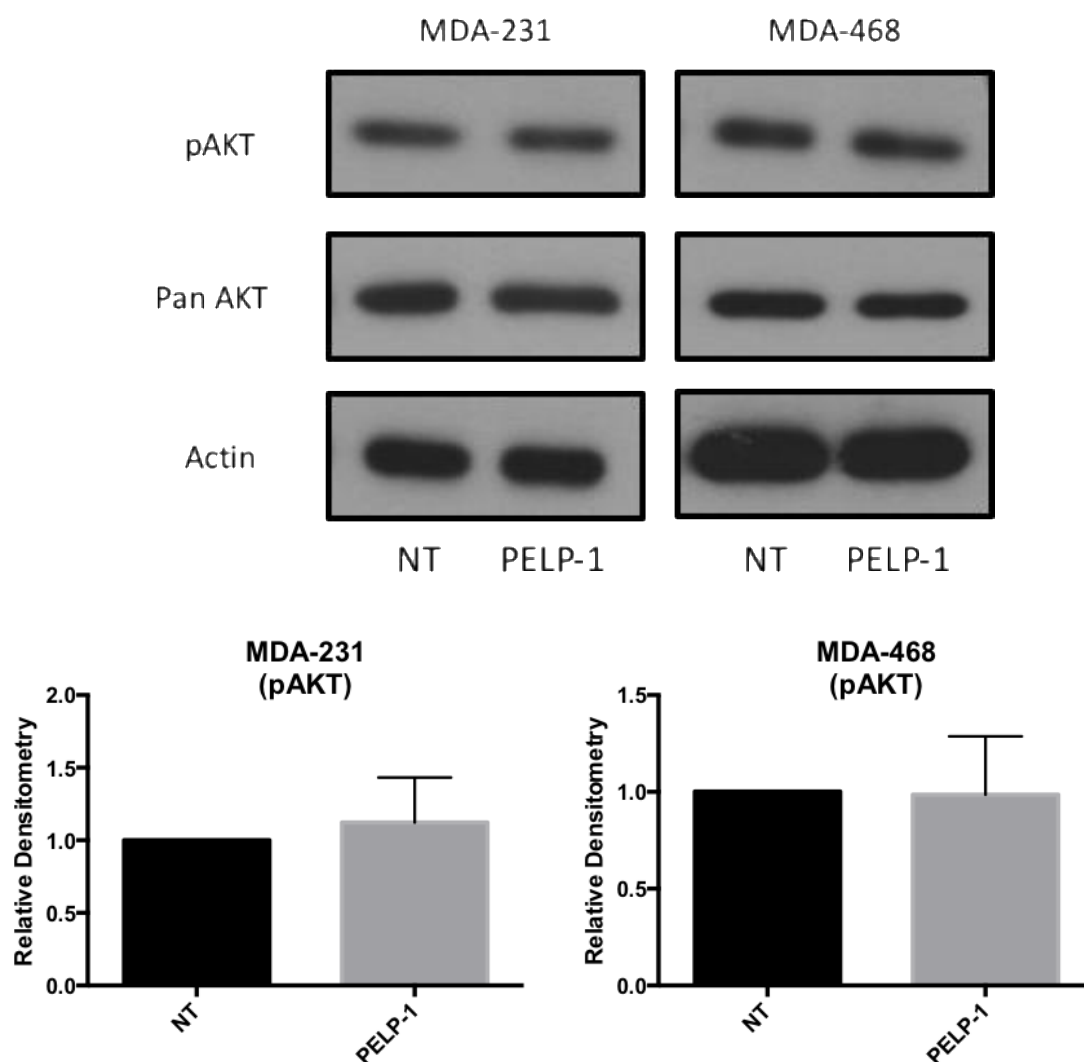 MDA-231 MDA-468
pAKT
Pan AKT
Actin
NT PELP-1 NT PELP-1
MDA-231
(pAKT)
Relative Densitometry
2.0
1.5
1.0
0.5
0.0
NT PELP-1
MDA-468
(pAKT)
Relative Densitometry
1.5
1.0
0.5
0.0
NT PELP-1